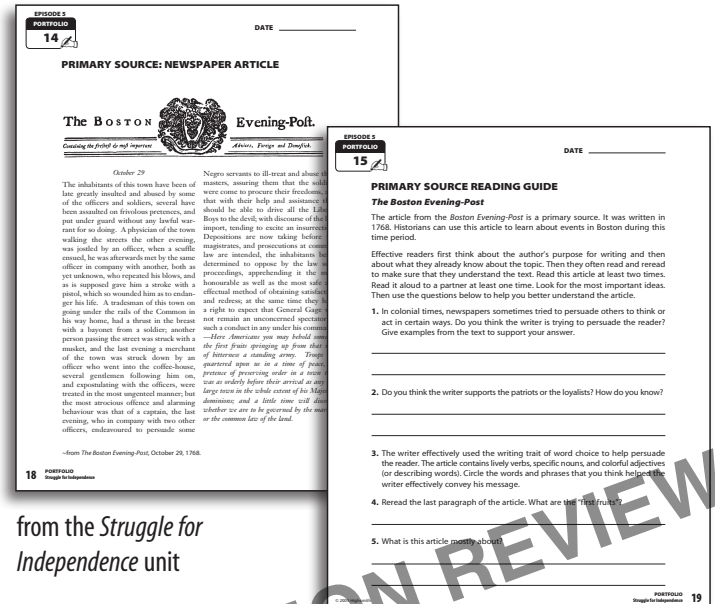 EPISODE 5
PORTFOLIO
14
DATE
PRIMARY SOURCE: NEWSPAPER ARTICLE
The BOSTON Evening-Poſt.
Containing the freſheſt & moſt important Advices, Foreign and Domeſtick.
October 29
The inhabitants of this town have been of
late greatly insulted and abused by some
of the officers and soldiers, several have
been assaulted on frivolous pretences, and
put under guard without any lawful war-
rant for so doing. A physician of the town
walking the streets the other evening,
was jostled by an officer, when a scuffle
ensued, he was afterwards met by the same
officer in company with another, both as
yet unknown, who repeated his blows, and
as is supposed gave him a stroke with a
pistol, which so wounded him as to endan-
ger his life. A tradesman of this town on
going under the rails of the Common in
his way home, had a thrust in the breast
with a bayonet from a soldier; another
person passing the street was struck with a
musket, and the last evening a merchant
of the town was struck down by an
officer who went into the coffee-house,
several gentlemen following him on,
and expostulating with the officers, were
treated in the most ungenteel manner; but
the most atrocious offence and alarming
behaviour was that of a captain, the last
evening, who in company with two other
officers, endeavoured to persuade some
Negro servants to ill-treat and abuse
masters, assuring them that the
were come to procure their freedoms,
that with their help and assistance
should be able to drive all the
Boys to the devil; with discourse of the
import, tending to excite an
Depositions are now taking before
magistrates, and prosecutions at
law are intended, the inhabitants
determined to oppose by the law
proceedings, apprehending it the
honourable as well as the most safe
effectual method of obtaining
and redress; at the same time they
a right to expect that General Gage
not remain an unconcerned
such a conduct in any under his
—Here Americans you may behold
the first fruits springing up from that
of bitterness a standing army. Troops
quartered upon us in a time of peace,
pretence of preserving order in a town
was as orderly before their arrival as any
large town in the whole extent of his
dominions; and a little time will
whether we are to be governed by the
or the common law of the land.
–from The Boston Evening-Post, October 29, 1768.
18 PORTFOLIO
Struggle for Independence
EPISODE 5
PORTFOLIO
15
DATE
PRIMARY SOURCE READING GUIDE
The Boston Evening-Post
The article from the Boston Evening-Post is a primary source. It was written in
1768. Historians can use this article to learn about events in Boston during this
time period.
Effective readers first think about the author's purpose for writing and then
about what they already know about the topic. Then they often read and reread
to make sure that they understand the text. Read this article at least two times.
Read it aloud to a partner at least one time. Look for the most important ideas.
Then use the questions below to help you better understand the article.
1. In colonial times, newspapers sometimes tried to persuade others to think or
act in certain ways. Do you think the writer is trying to persuade the reader?
Give examples from the text to support your answer.
2. Do you think the writer supports the patriots or the loyalists? How do you know?
3. The writer effectively used the writing trait of word choice to help persuade
the reader. The article contains lively verbs, specific nouns, and colorful adjectives
(or describing words). Circle the words and phrases that you think helped the
writer effectively convey his message.
4. Reread the last paragraph of the article. What are the "first fruits"?
5. What is this article mostly about?
PORTFOLIO
Struggle for Independence 19
from the Struggle for
Independence unit
ON REVIEW